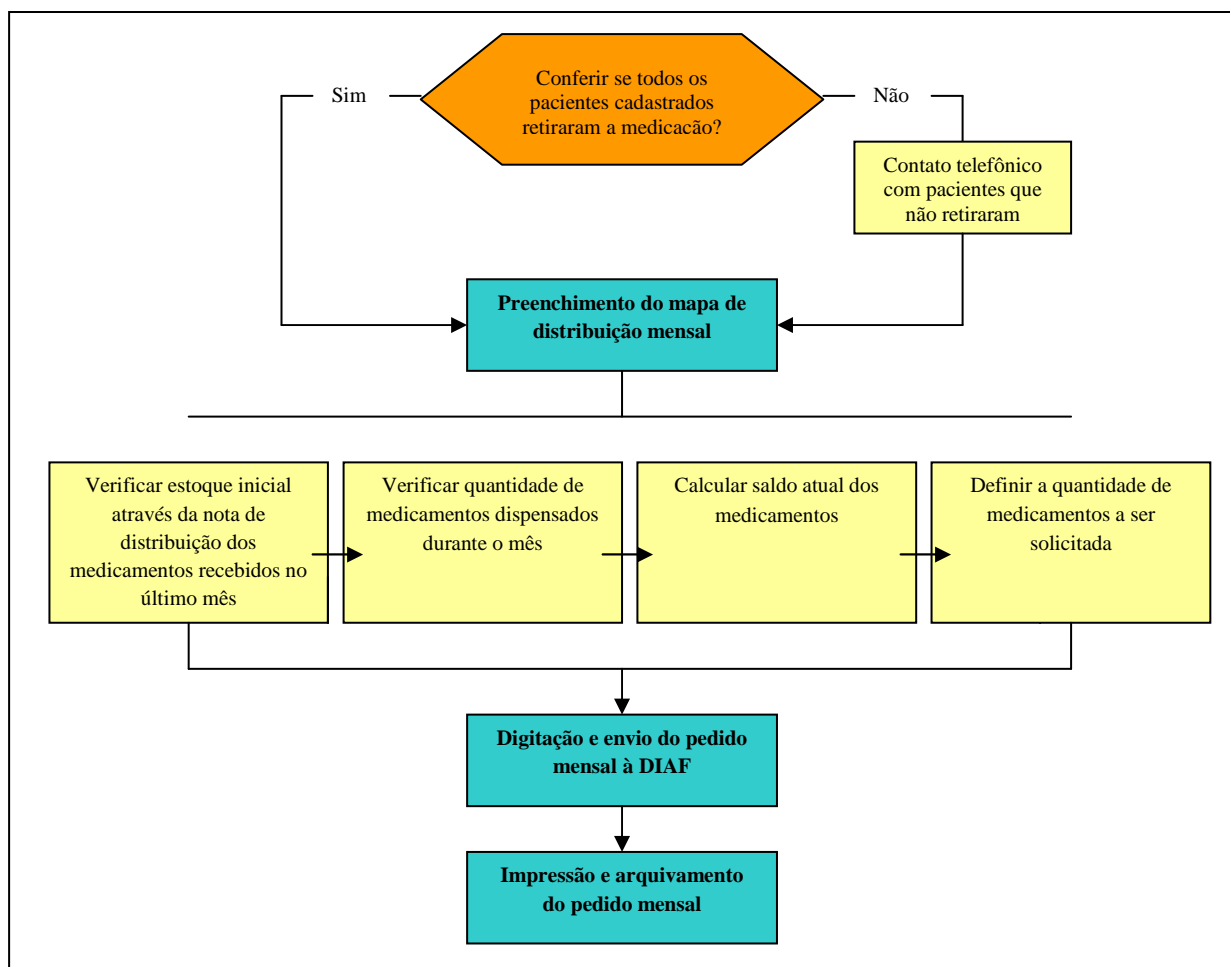 Conferir se todos os
pacientes cadastrados
retiraram a medicacão?
Sim
Não
Contato telefônico
com pacientes que
não retiraram
Preenchimento do mapa de
distribuição mensal
Verificar estoque inicial
através da nota de
distribuição dos
medicamentos recebidos no
último mês
Verificar quantidade de
medicamentos dispensados
durante o mês
Calcular saldo atual dos
medicamentos
Definir a quantidade de
medicamentos a ser
solicitada
Digitação e envio do pedido
mensal à DIAF
Impressão e arquivamento
do pedido mensal